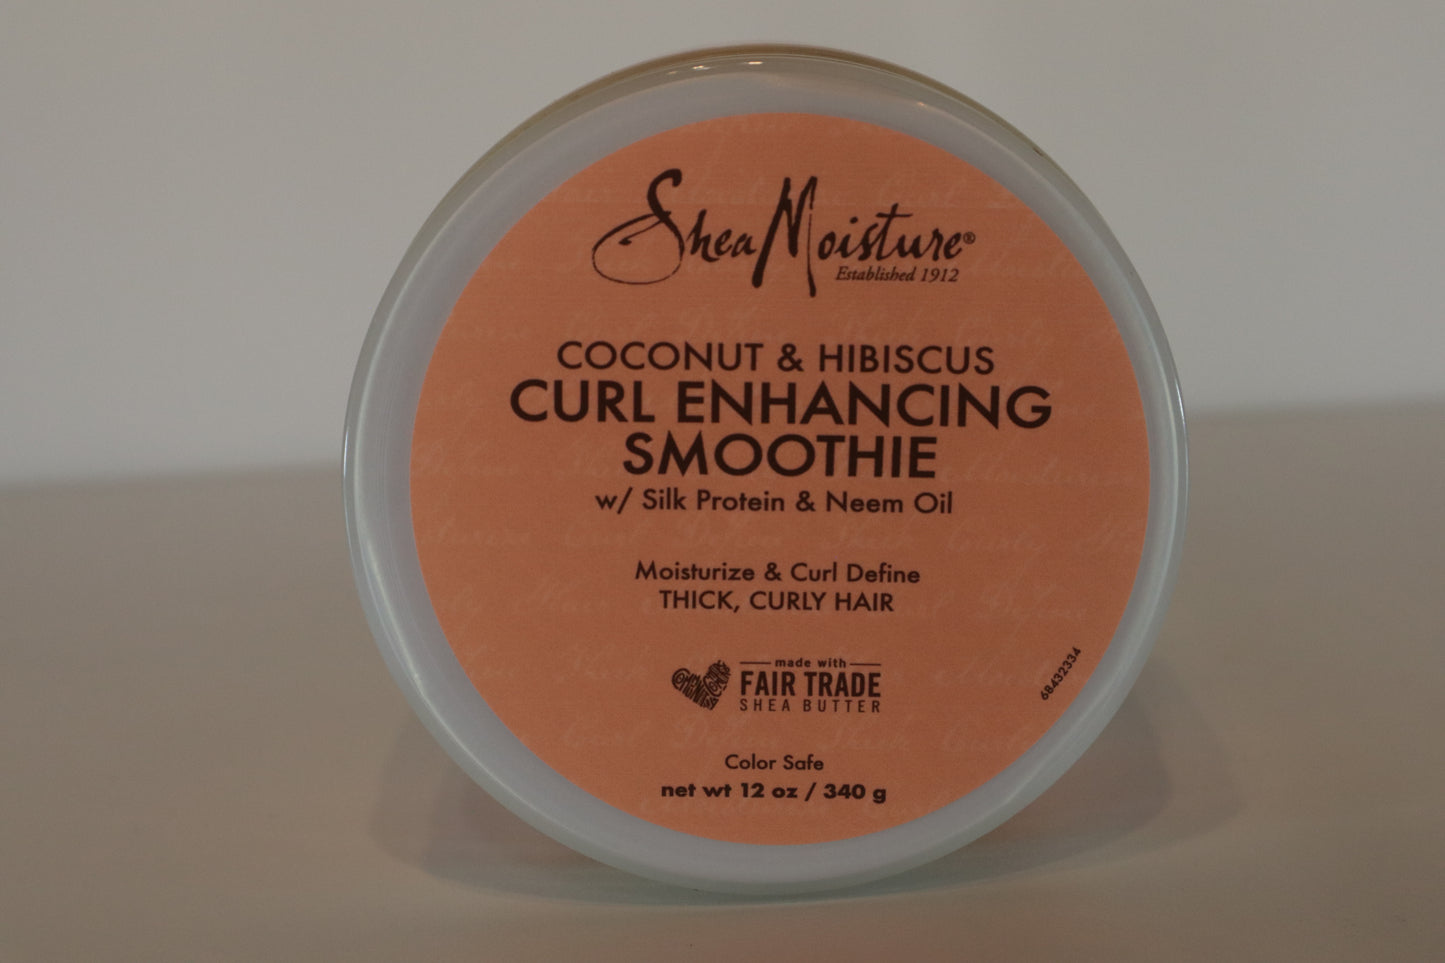 SheaMoisture®
Established 1912
COCONUT & HIBISCUS
CURL ENHANCING
SMOOTHIE
w/ Silk Protein & Neem Oil
Moisturize & Curl Define
THICK, CURLY HAIR
made with
FAIR TRADE
SHEA BUTTER
68432334
Color Safe
net wt 12 oz / 340 g